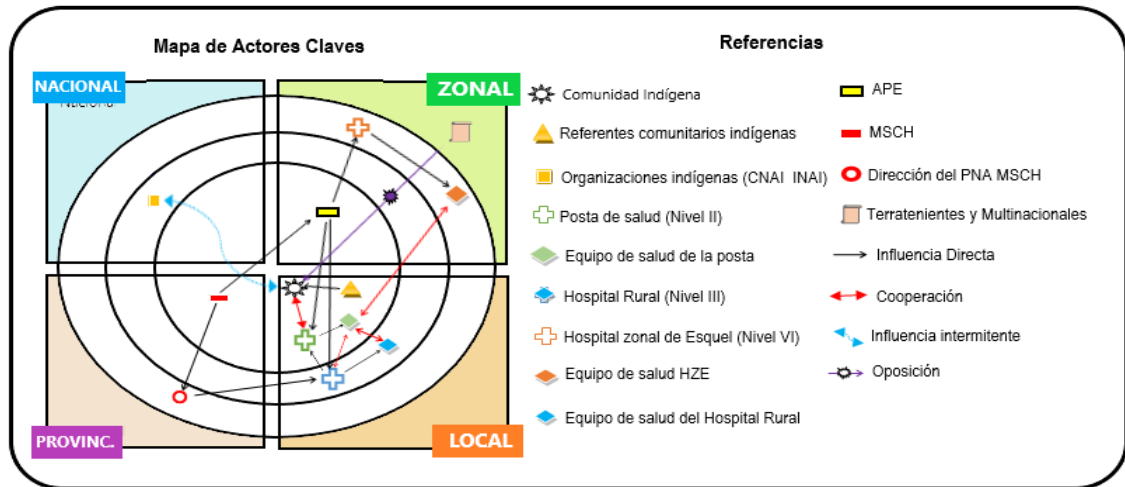 Mapa de Actores Claves
NACIONAL
ZONAL
PROVINC.
LOCAL
Referencias
Comunidad Indígena
Referentes comunitarios indígenas
Organizaciones indígenas (CNAI INAI)
Posta de salud (Nivel II)
Equipo de salud de la posta
Hospital Rural (Nivel III)
Hospital zonal de Esquel (Nivel VI)
Equipo de salud HZE
Equipo de salud del Hospital Rural
APE
MSCH
Dirección del PNA MSCH
Terratenientes y Multinacionales
Influencia Directa
Cooperación
Influencia intermitente
Oposición